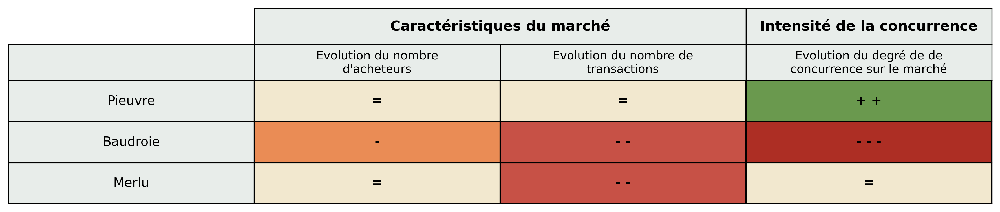 Caractéristiques du marché
Intensité de la concurrence
Evolution du nombre
d'acheteurs
Evolution du nombre de
transactions
Evolution du degré de de
concurrence sur le marché
Pieuvre
=
=
+ +
Baudroie
-
- -
- - -
Merlu
=
- -
=